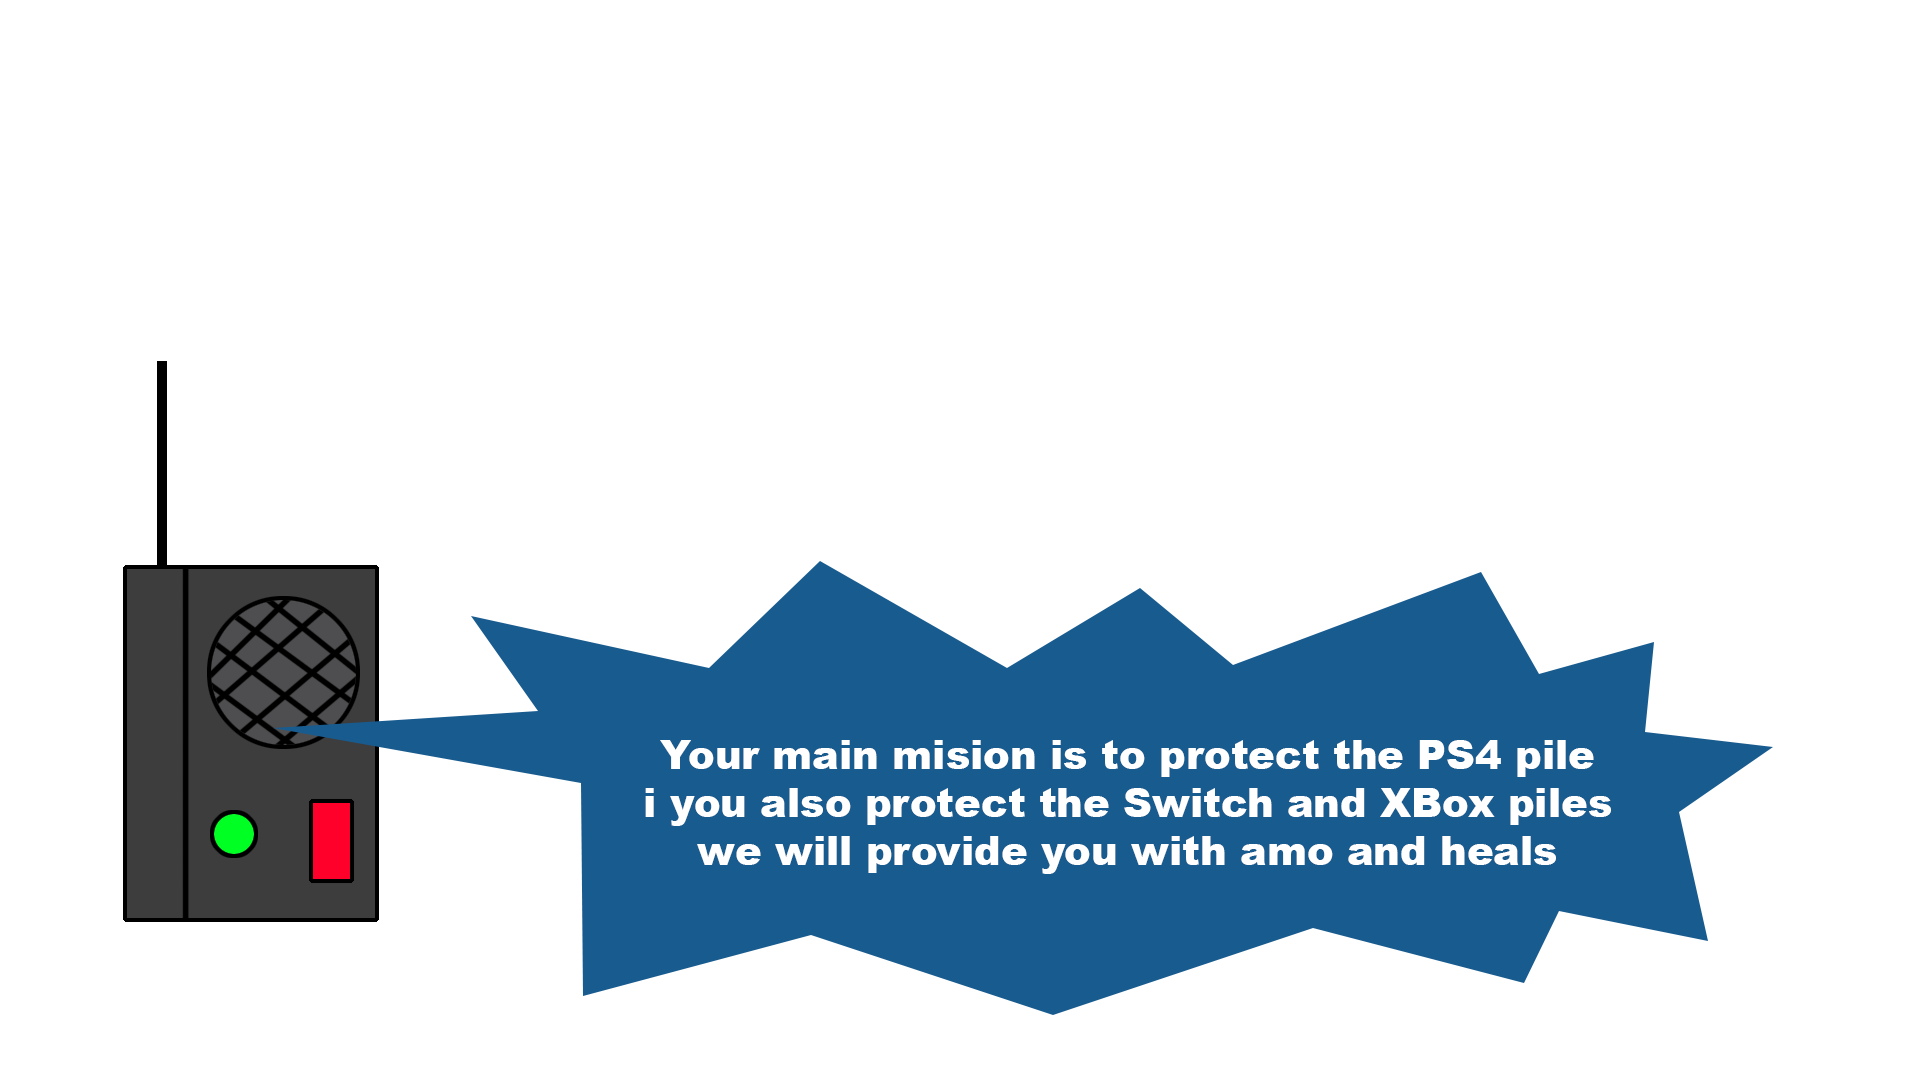 Your main mision is to protect the PS4 pile
i you also protect the Switch and XBox piles
we will provide you with amo and heals